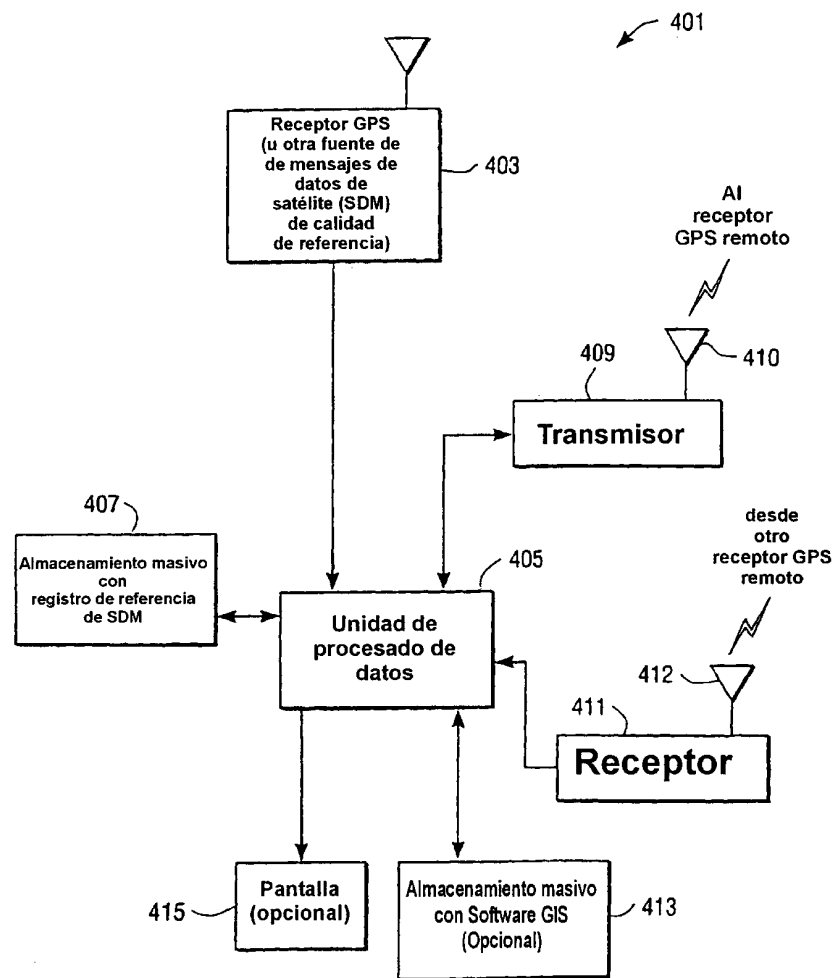 401
Receptor GPS
(u otra fuente de
de mensajes de
datos de
satélite (SDM)
de calidad
de referencia)
403
Al
receptor
GPS remoto
410
409
Transmisor
407
Almacenamiento masivo
con
registro de referencia
de SDM
405
Unidad de
procesado de
datos
desde
otro
receptor GPS
remoto
412
411
Receptor
415
Pantalla
(opcional)
Almacenamiento masivo
con Software GIS
(Opcional)
413